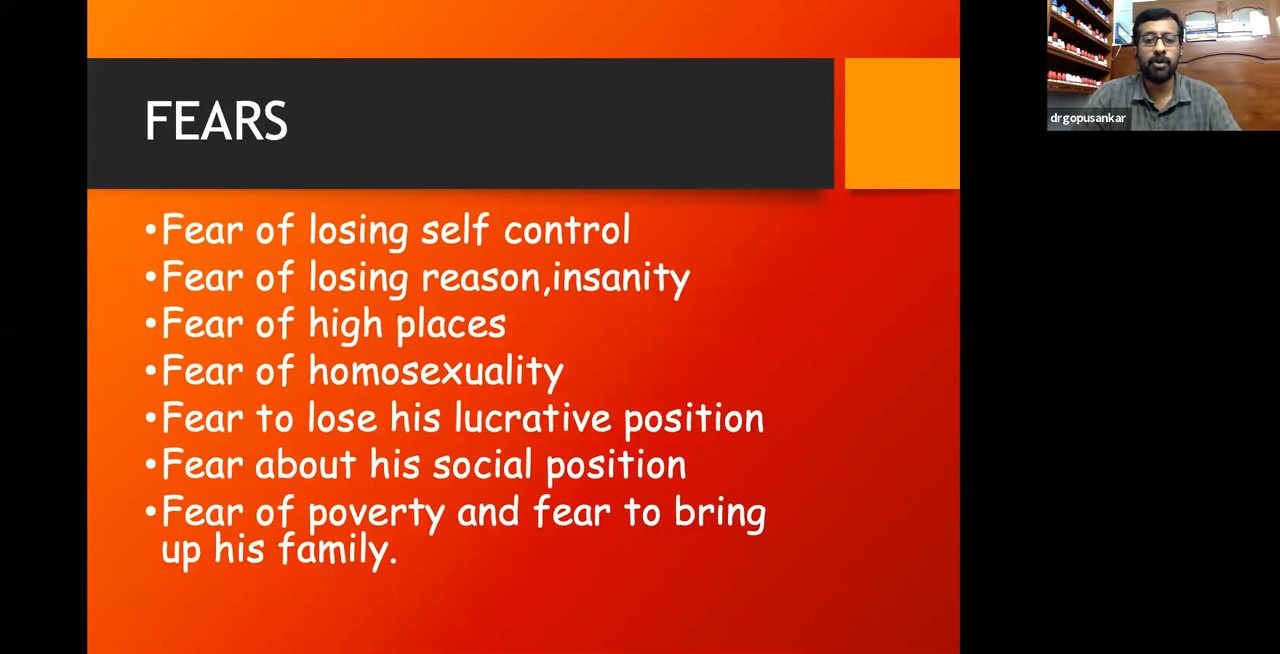 FEARS
•Fear of losing self control
•Fear of losing reason,insanity
•Fear of high places
•Fear of homosexuality
•Fear to lose his lucrative position
•Fear about his social position
•Fear of poverty and fear to bring
up his family.
drgopusankar